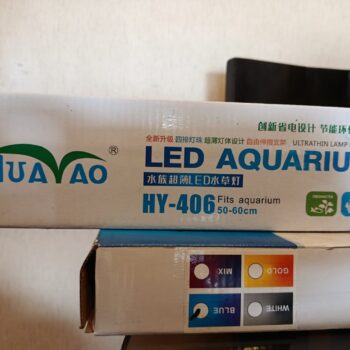 创新省电设计 节能环
全新升级 四排灯珠 超薄灯体设计 自由伸缩支架 ULTRATHIN LAMP
HUAYAO®
LED AQUARIU
水族超薄LED水草灯
HY-406 Fits aquarium
50-60cm
MIX
GOLD
BLUE
WHITE